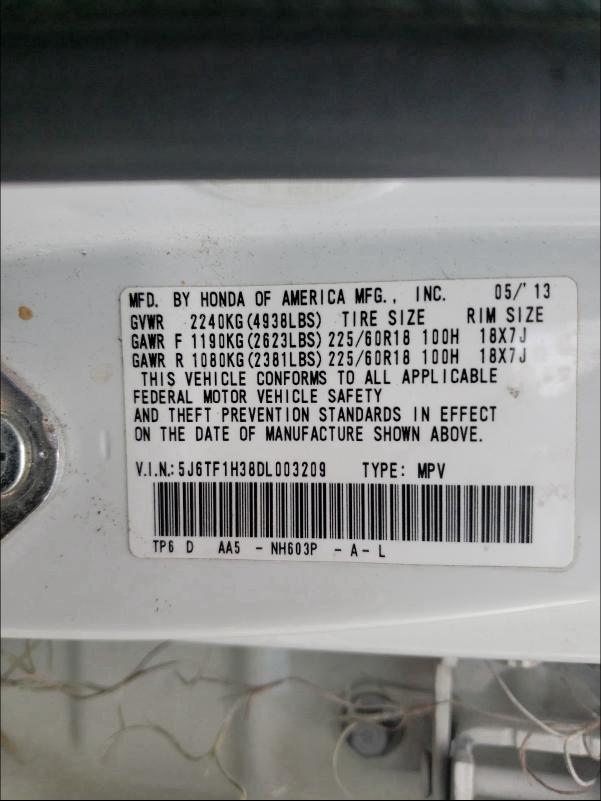 MFD. BY HONDA OF AMERICA MFG., INC. 05/'13
GVWR 2240KG(4938LBS) TIRE SIZE RIM SIZE
GAWR F 1190KG(2623LBS) 225/60R18 100H 18X7J
GAWR R 1080KG(2381LBS) 225/60R18 100H 18X7J
THIS VEHICLE CONFORMS TO ALL APPLICABLE
FEDERAL MOTOR VEHICLE SAFETY
AND THEFT PREVENTION STANDARDS IN EFFECT
ON THE DATE OF MANUFACTURE SHOWN ABOVE.
V.I.N.:5J6TF1H38DL003209 TYPE: MPV
TP6 D AA5 - NH603P - A - L